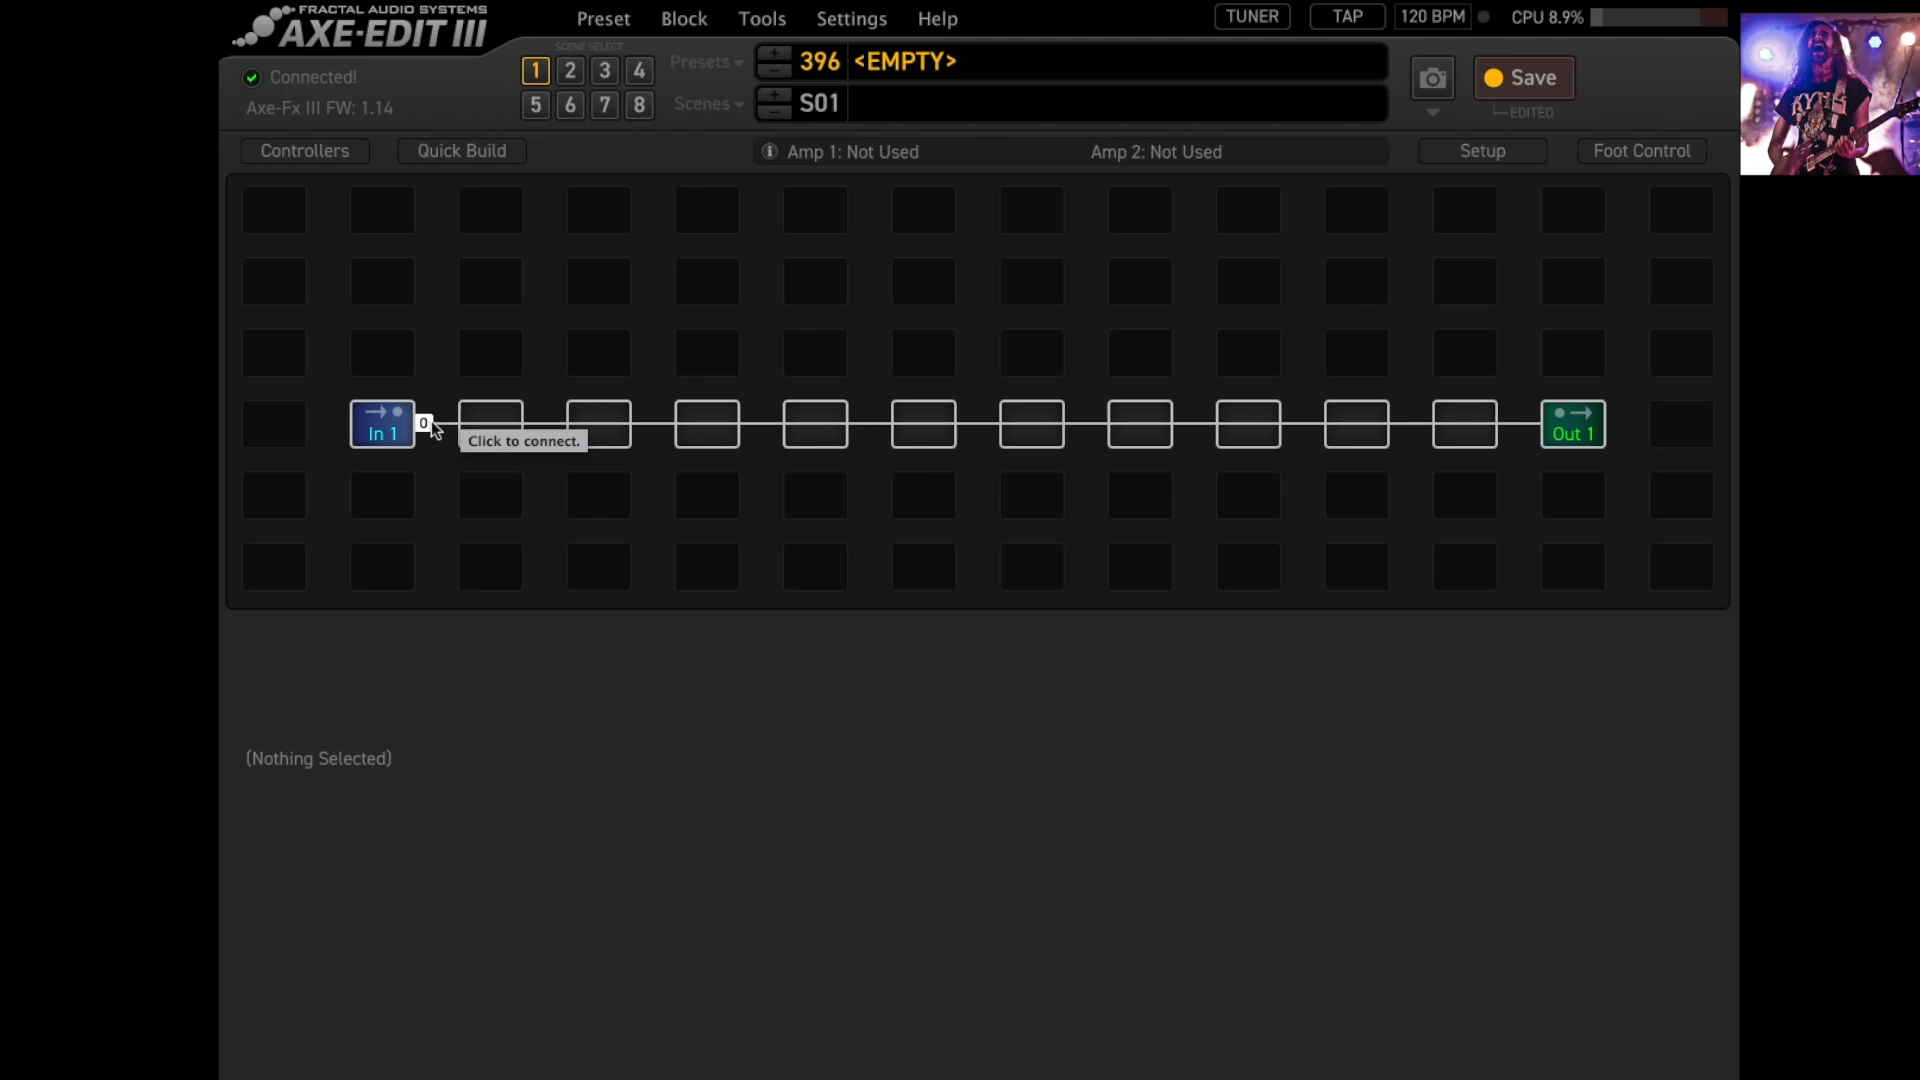 FRACTAL AUDIO SYSTEMS
AXE-EDIT III
Preset Block Tools Settings Help
TUNER TAP 120 BPM CPU 8.9%
Connected!
Axe-Fx III FW: 1.14
SCENE SELECT
1 2 3 4
5 6 7 8
Presets
Scenes
396 <EMPTY>
S01
Save
EDITED
Controllers Quick Build Amp 1: Not Used Amp 2: Not Used Setup Foot Control
In 1 0 Out 1
Click to connect.
(Nothing Selected)